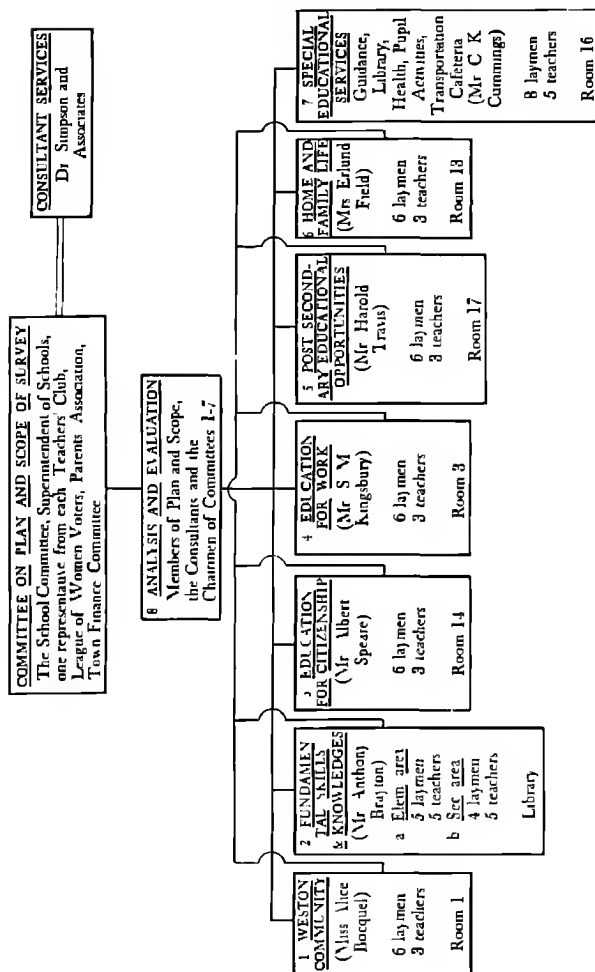 COMMITTEE ON PLAN AND SCOPE OF SURVEY
The School Committee, Superintendent of Schools,
one representative from each Teachers' Club,
League of Women Voters, Parents Association,
Town Finance Committee
CONSULTANT SERVICES
Dr Simpson and
Associates
8 ANALYSIS AND EVALUATION
Members of Plan and Scope,
the Consultants and the
Chairmen of Committees 1-7
1 WESTON
COMMUNITY
(Miss Alice
Bocquel)
6 laymen
3 teachers
Room 1
2 FUNDAMEN
TAL SKILLS
& KNOWLEDGES
(Mr Anthony
Brayton)
a Elem area
5 laymen
5 teachers
b Sec area
4 laymen
5 teachers
Library
3 EDUCATION
FOR CITIZENSHIP
(Mr Albert
Speare)
6 laymen
3 teachers
Room 14
4 EDUCATION
FOR WORK
(Mr S M
Kingsbury)
6 laymen
3 teachers
Room 3
5 POST SECOND-
ARY EDUCATIONAL
OPPORTUNITIES
(Mr Harold
Travis)
6 laymen
3 teachers
Room 17
6 HOME AND
FAMILY LIFE
(Mrs Erlund
Field)
6 laymen
3 teachers
Room 13
7 SPECIAL
EDUCATIONAL
SERVICES
Guidance,
Library,
Health, Pupil
Activities,
Transportation
Cafeteria
(Mr C K
Cummings)
8 laymen
5 teachers
Room 16